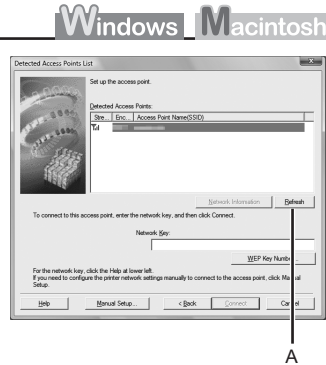 Windows Macintosh
Detected Access Points List
Set up the access point.
Detected Access Points:
Stre... Enc... Access Point Name(SSID)
Network Information Refresh
To connect to this access point, enter the network key, and then click Connect.
Network Key:
WEP Key Number...
For the network key, click the Help at lower left.
If you need to configure the printer network settings manually to connect to the access point, click Manual
Setup.
Help Manual Setup... < Back Connect Cancel
A